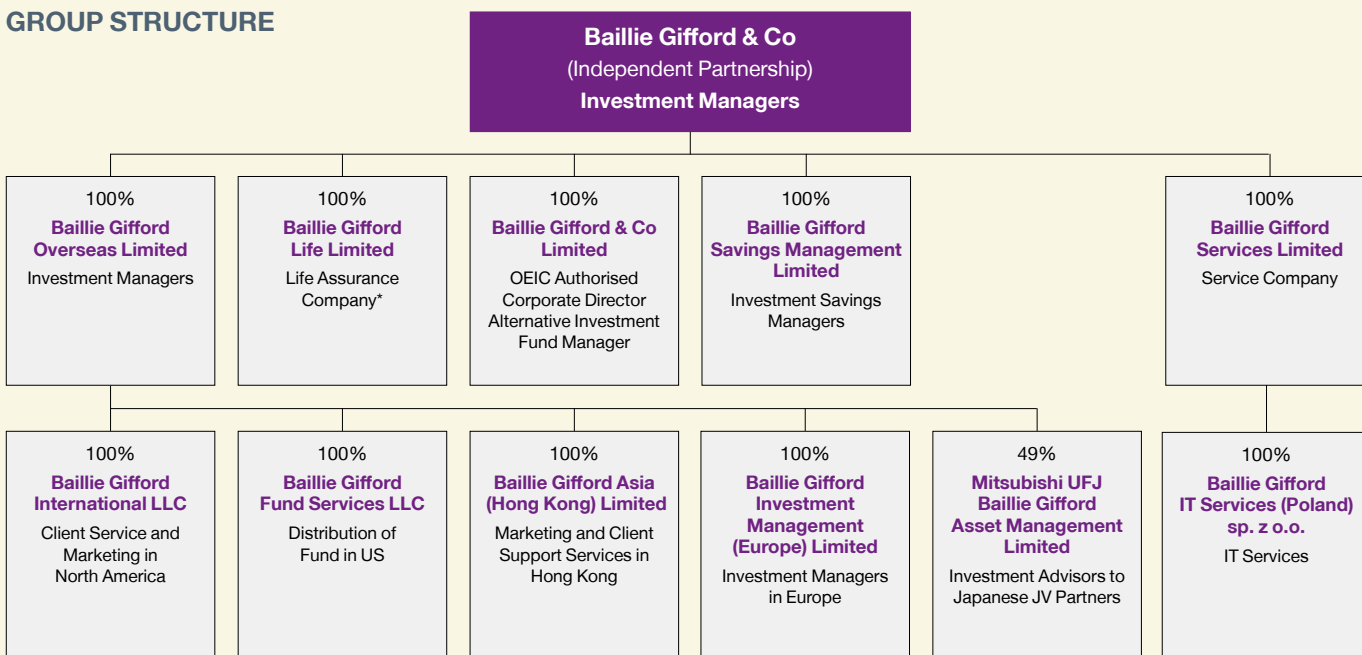 GROUP STRUCTURE
Baillie Gifford & Co
(Independent Partnership)
Investment Managers
100%
Baillie Gifford
Overseas Limited
Investment Managers
100%
Baillie Gifford
Life Limited
Life Assurance
Company*
100%
Baillie Gifford & Co
Limited
OEIC Authorised
Corporate Director
Alternative Investment
Fund Manager
100%
Baillie Gifford
Savings Management
Limited
Investment Savings
Managers
100%
Baillie Gifford
Services Limited
Service Company
100%
Baillie Gifford
International LLC
Client Service and
Marketing in
North America
100%
Baillie Gifford
Fund Services LLC
Distribution of
Fund in US
100%
Baillie Gifford Asia
(Hong Kong) Limited
Marketing and Client
Support Services in
Hong Kong
100%
Baillie Gifford
Investment
Management
(Europe) Limited
Investment Managers
in Europe
49%
Mitsubishi UFJ
Baillie Gifford
Asset Management
Limited
Investment Advisors to
Japanese JV Partners
100%
Baillie Gifford
IT Services (Poland)
sp. z o.o.
IT Services